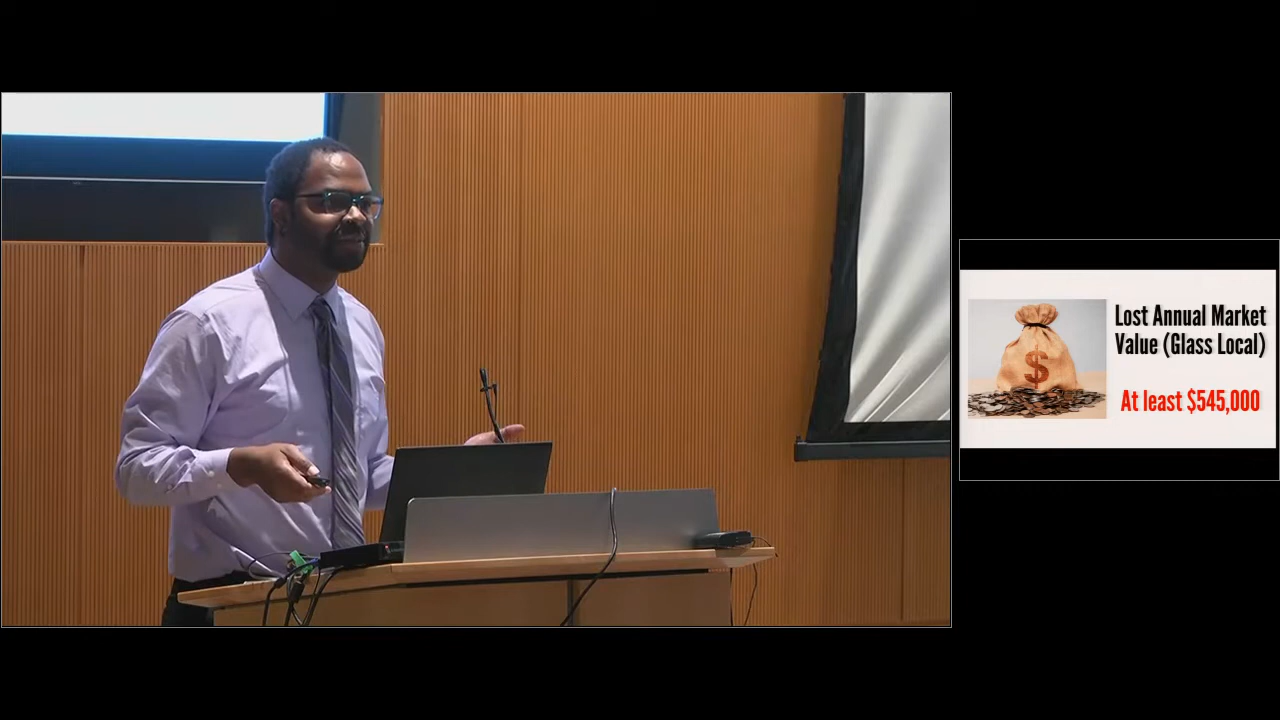 $
Lost Annual Market
Value (Glass Local)
At least $545,000